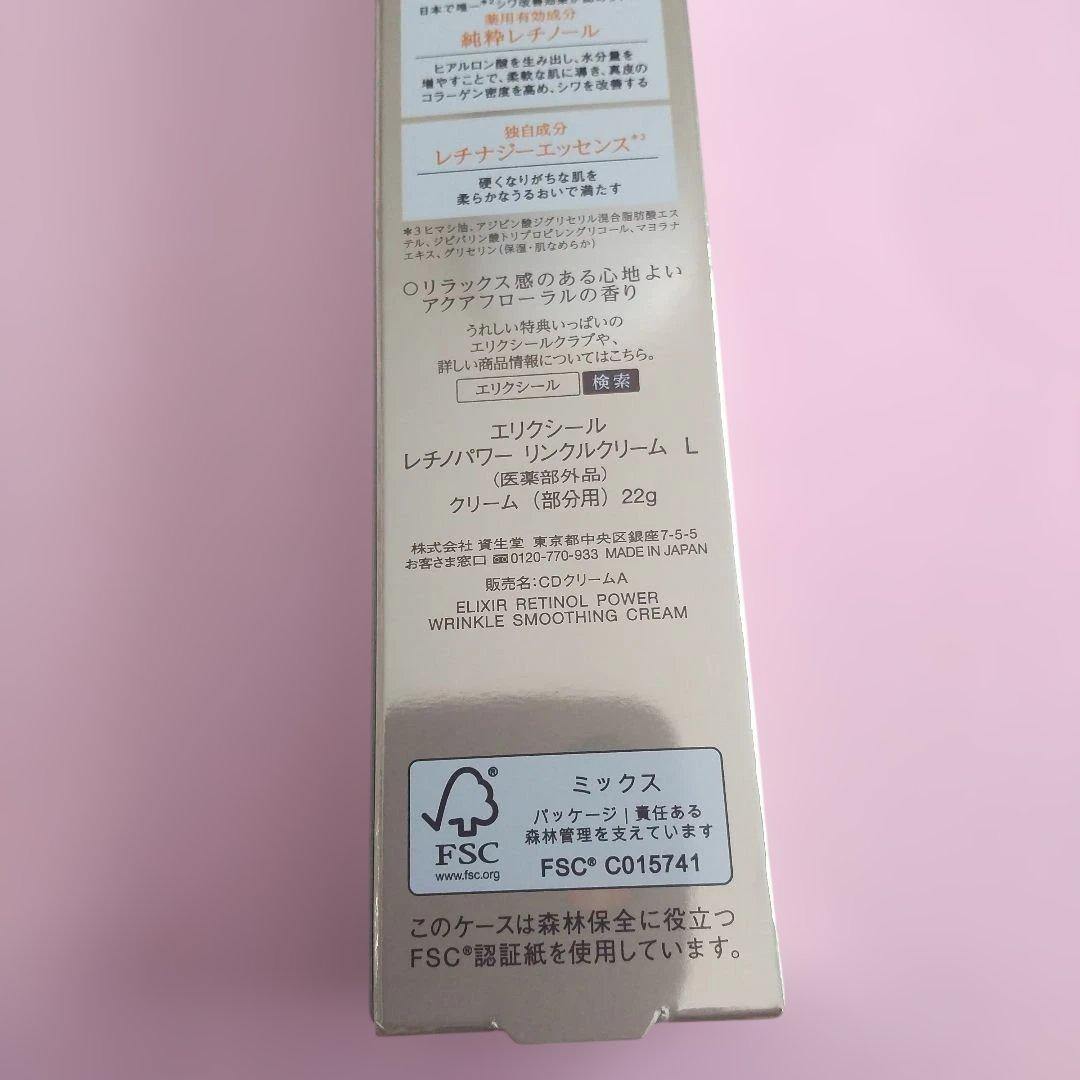 日本で唯一*²シワ改善効果が
薬用有効成分
純粋レチノール
ヒアルロン酸を生み出し、水分量を
増やすことで、柔軟な肌に導き、真皮の
コラーゲン密度を高め、シワを改善する
独自成分
レチナジーエッセンス*³
硬くなりがちな肌を
柔らかなうるおいで満たす
*3 ヒマシ油、アジピン酸ジグリセリル混合脂肪酸エス
テル、ジピバリン酸トリプロピレングリコール、マヨラナ
エキス、グリセリン(保湿・肌なめらか)
○リラックス感のある心地よい
アクアフローラルの香り
うれしい特典いっぱいの
エリクシールクラブや、
詳しい商品情報についてはこちら。
エリクシール 検索
エリクシール
レチノパワー リンクルクリーム L
(医薬部外品)
クリーム(部分用)22g
株式会社 資生堂 東京都中央区銀座7-5-5
お客さま窓口 0120-770-933 MADE IN JAPAN
販売名:CDクリームA
ELIXIR RETINOL POWER
WRINKLE SMOOTHING CREAM
FSC
www.fsc.org
ミックス
パッケージ|責任ある
森林管理を支えています
FSC® C015741
このケースは森林保全に役立つ
FSC®認証紙を使用しています。